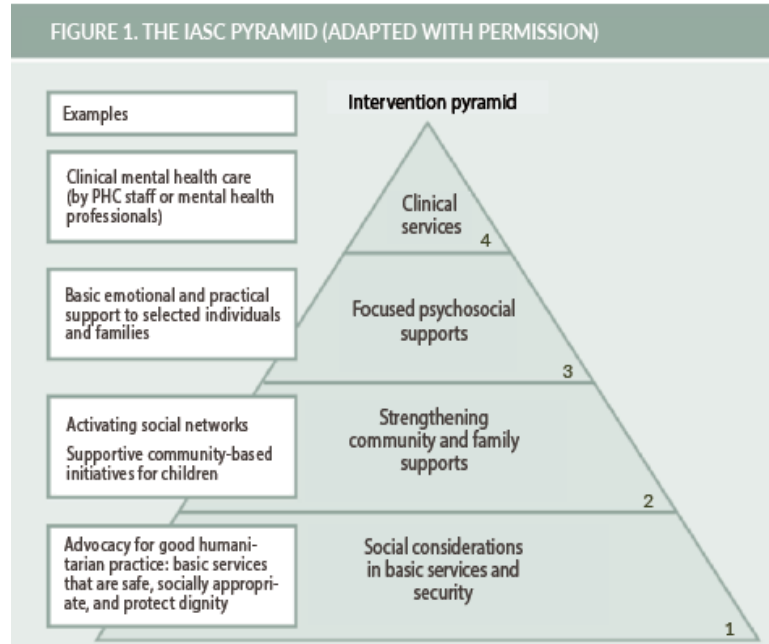 FIGURE 1. THE IASC PYRAMID (ADAPTED WITH PERMISSION)
Intervention pyramid
Examples
Clinical mental health care
(by PHC staff or mental health
professionals)
Clinical
services
4
Basic emotional and practical
support to selected individuals
and families
Focused psychosocial
supports
3
Activating social networks
Supportive community-based
initiatives for children
Strengthening
community and family
supports
2
Advocacy for good humani-
tarian practice: basic services
that are safe, socially appropri-
ate, and protect dignity
Social considerations
in basic services and
security
1